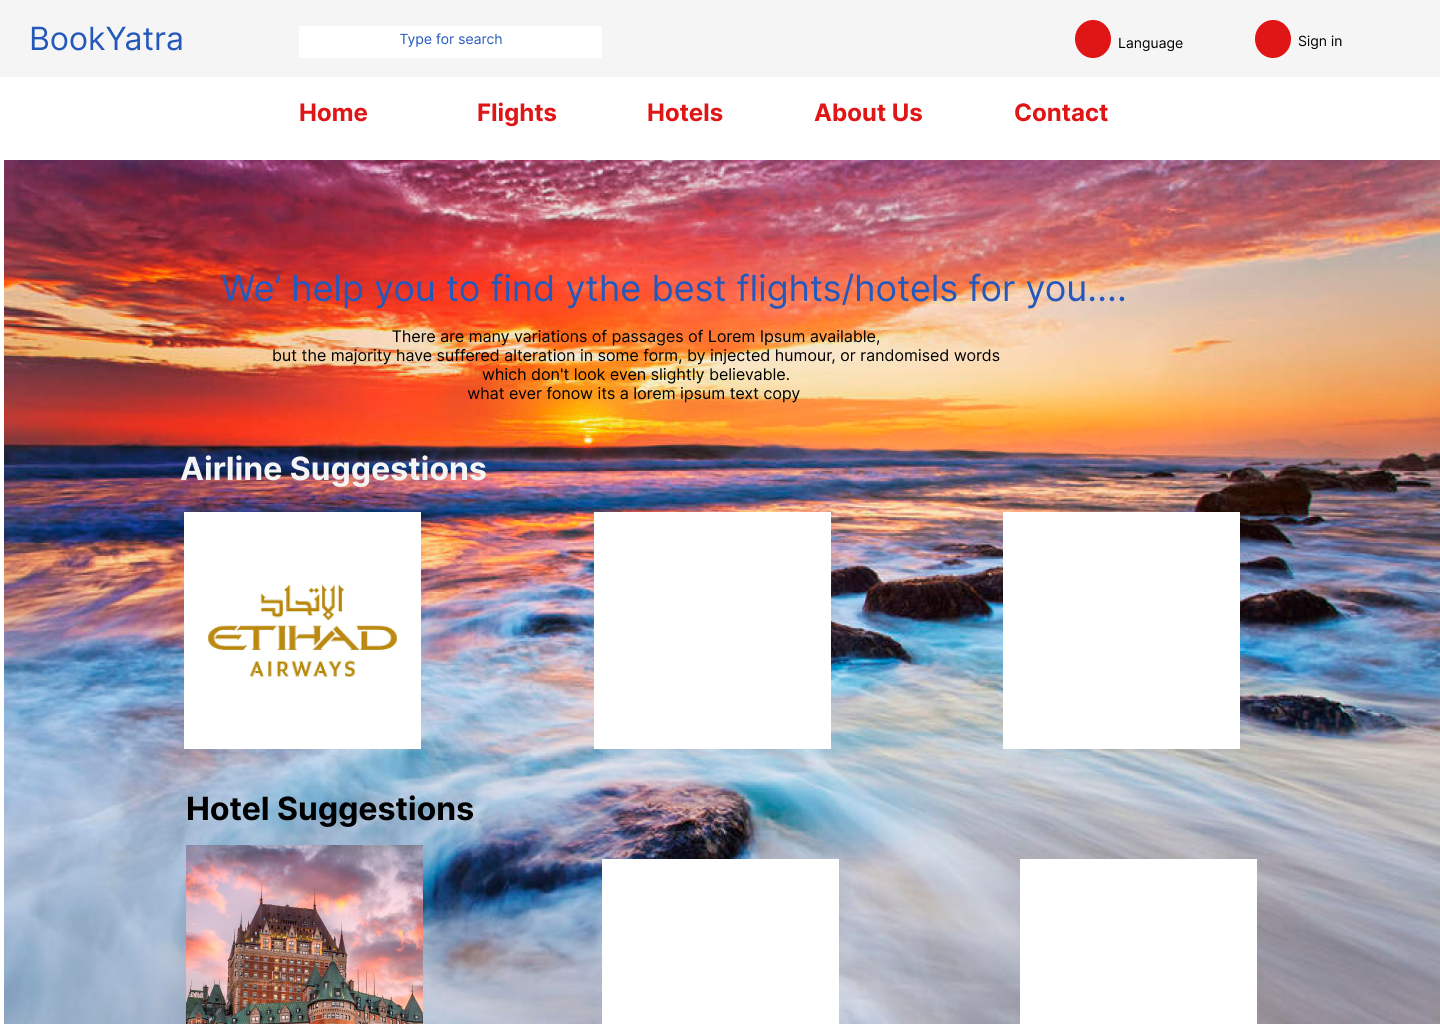 BookYatra
Type for search
Language
Sign in
Home
Flights
Hotels
About Us
Contact
We' help you to find ythe best flights/hotels for you....
There are many variations of passages of Lorem Ipsum available,
but the majority have suffered alteration in some form, by injected humour, or randomised words
which don't look even slightly believable.
what ever fonow its a lorem ipsum text copy
Airline Suggestions
الإتحاد
ETIHAD
AIRWAYS
Hotel Suggestions